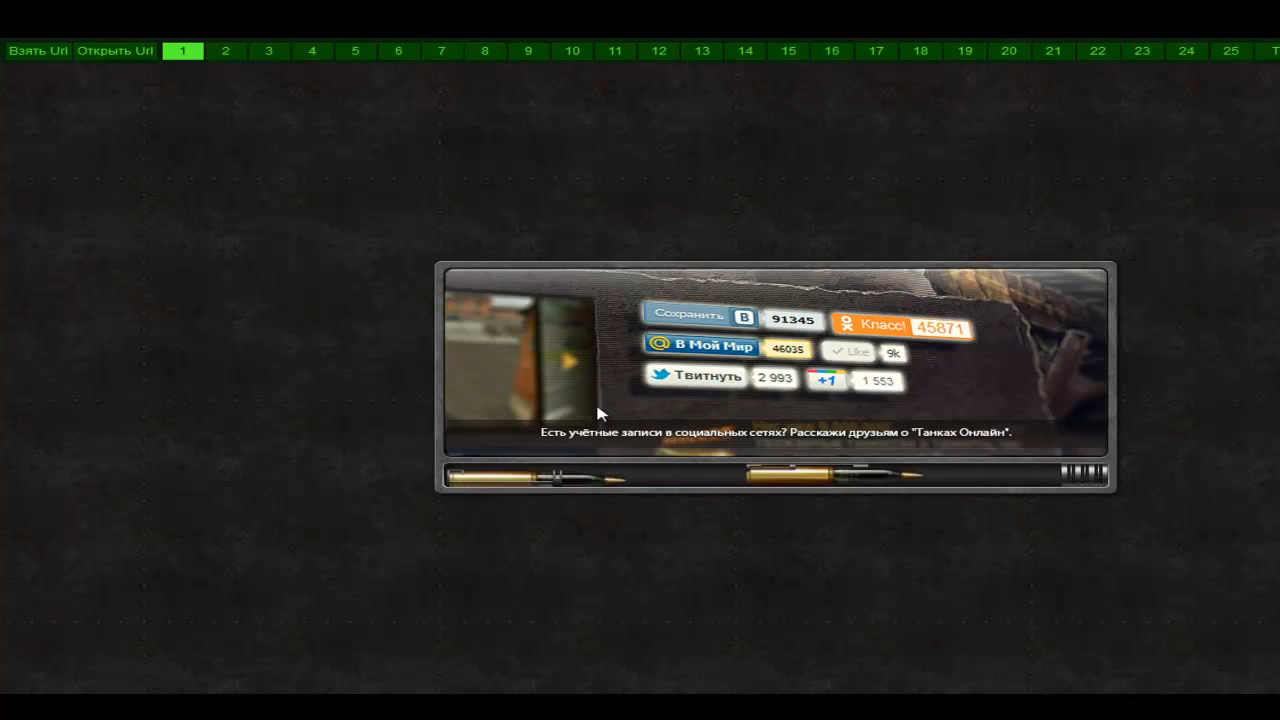 Взять Url Открыть Url 1 2 3 4 5 6 7 8 9 10 11 12 13 14 15 16 17 18 19 20 21 22 23 24 25 T
Сохранить B 91345 Класс! 45871
@ В Мой Мир 46035 Like 9k
Твитнуть 2 993 +1 1 553
Есть учётные записи в социальных сетях? Расскажи друзьям о "Танках Онлайн".